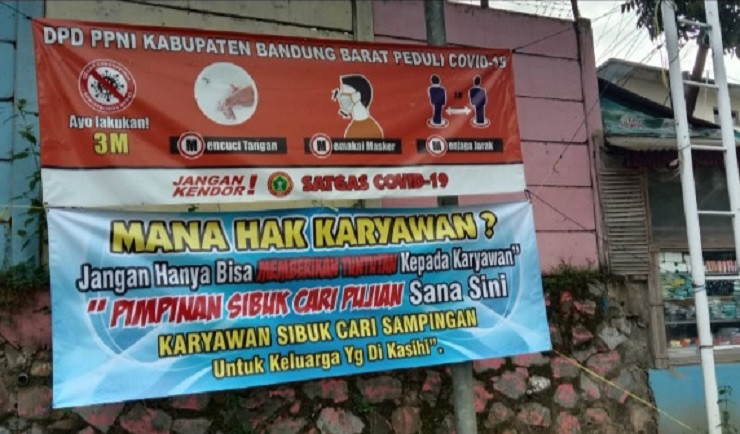 DPD PPNI KABUPATEN BANDUNG BARAT PEDULI COVID-19
Ayo lakukan!
3M
Mencuci Tangan
Memakai Masker
Menjaga Jarak
JANGAN KENDOR! SATGAS COVID-19
MANA HAK KARYAWAN ?
Jangan Hanya Bisa MEMBERIKAN TUNTUTAN Kepada Karyawan"
" PIMPINAN SIBUK CARI PUJIAN Sana Sini
KARYAWAN SIBUK CARI SAMPINGAN
Untuk Keluarga Yg Di Kasihi".